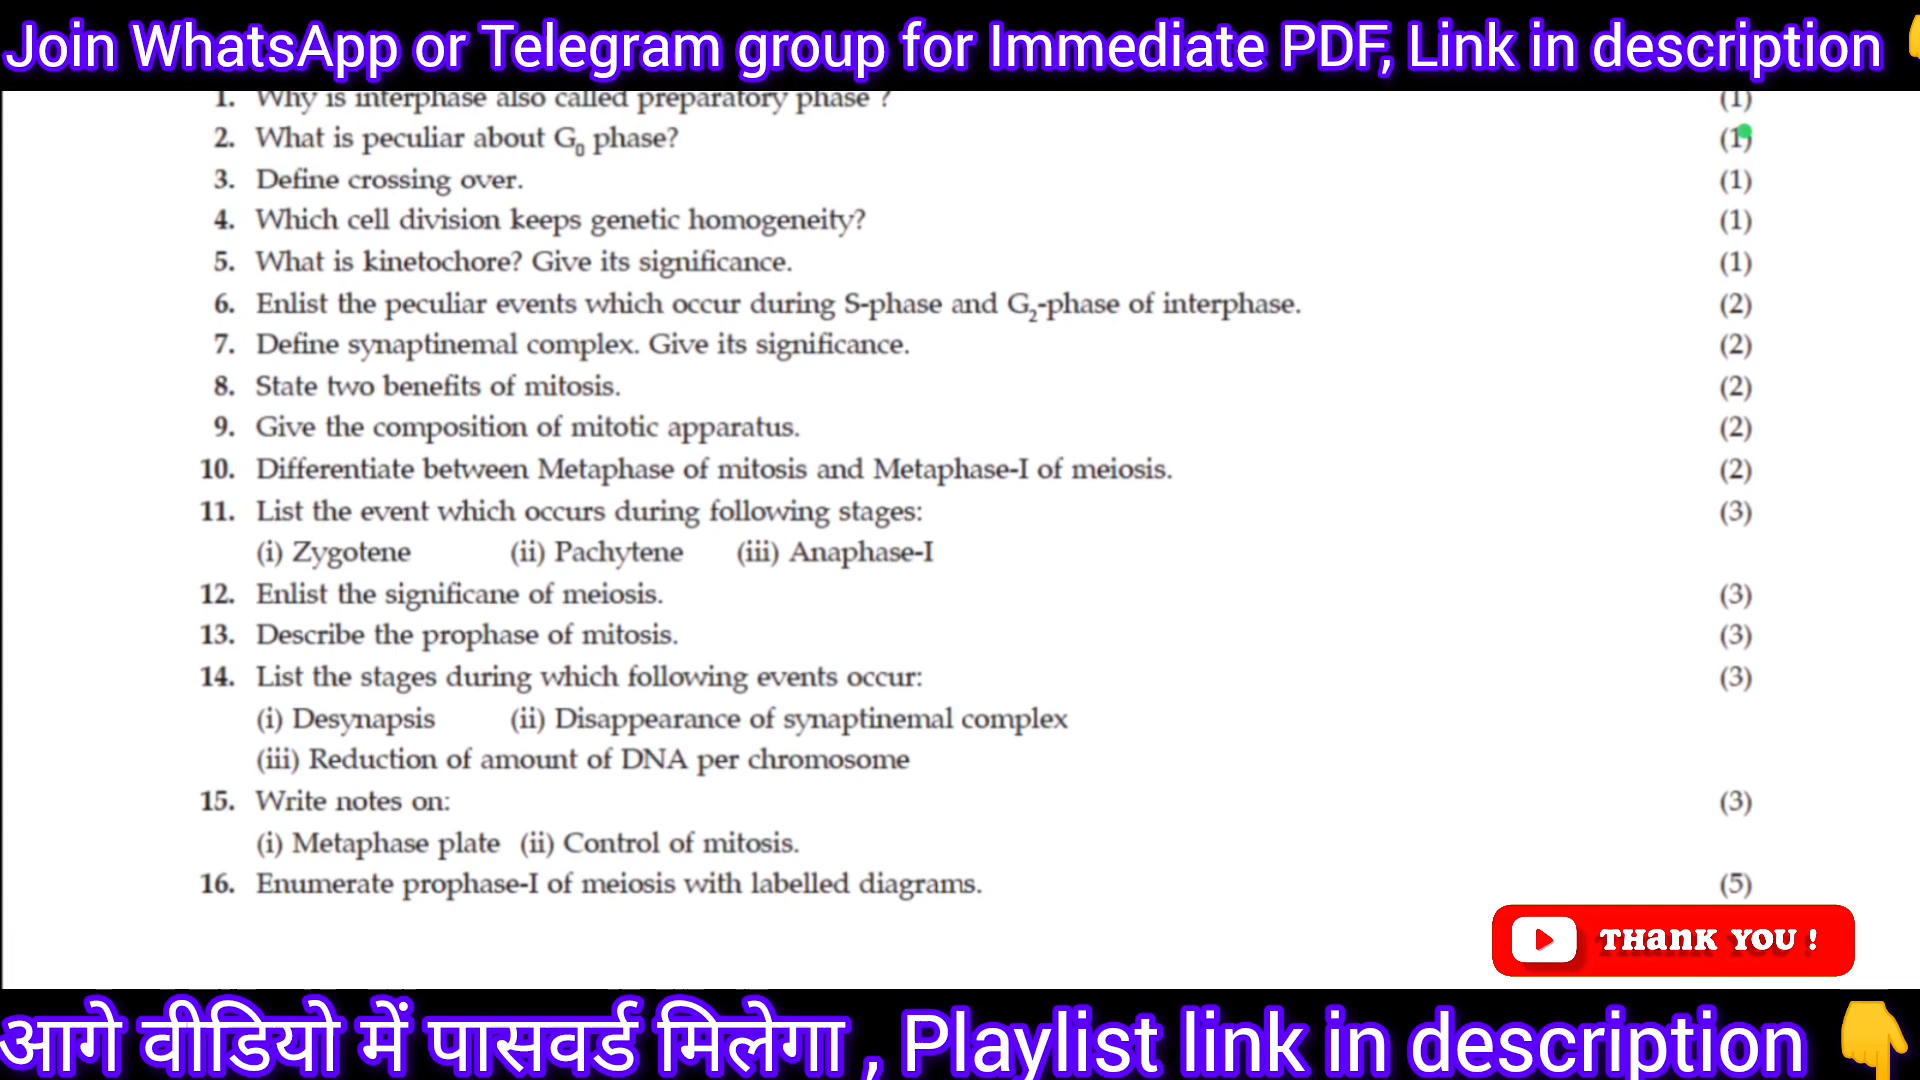 Join WhatsApp or Telegram group for Immediate PDF, Link in description 👇
1. Why is interphase also called preparatory phase ? (1)
2. What is peculiar about G₀ phase? (1)
3. Define crossing over. (1)
4. Which cell division keeps genetic homogeneity? (1)
5. What is kinetochore? Give its significance. (1)
6. Enlist the peculiar events which occur during S-phase and G₂-phase of interphase. (2)
7. Define synaptinemal complex. Give its significance. (2)
8. State two benefits of mitosis. (2)
9. Give the composition of mitotic apparatus. (2)
10. Differentiate between Metaphase of mitosis and Metaphase-I of meiosis. (2)
11. List the event which occurs during following stages: (3)
(i) Zygotene (ii) Pachytene (iii) Anaphase-I
12. Enlist the significane of meiosis. (3)
13. Describe the prophase of mitosis. (3)
14. List the stages during which following events occur: (3)
(i) Desynapsis (ii) Disappearance of synaptinemal complex
(iii) Reduction of amount of DNA per chromosome
15. Write notes on: (3)
(i) Metaphase plate (ii) Control of mitosis.
16. Enumerate prophase-I of meiosis with labelled diagrams. (5)
THANK YOU !
आगे वीडियो में पासवर्ड मिलेगा , Playlist link in description 👇